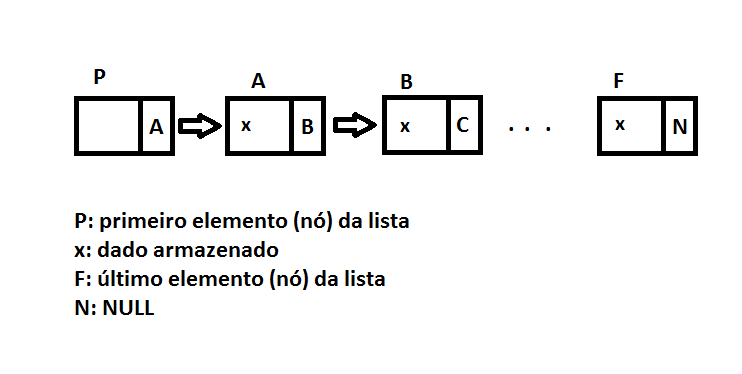 P A B F
A x B x C . . . x N
P: primeiro elemento (nó) da lista
x: dado armazenado
F: último elemento (nó) da lista
N: NULL